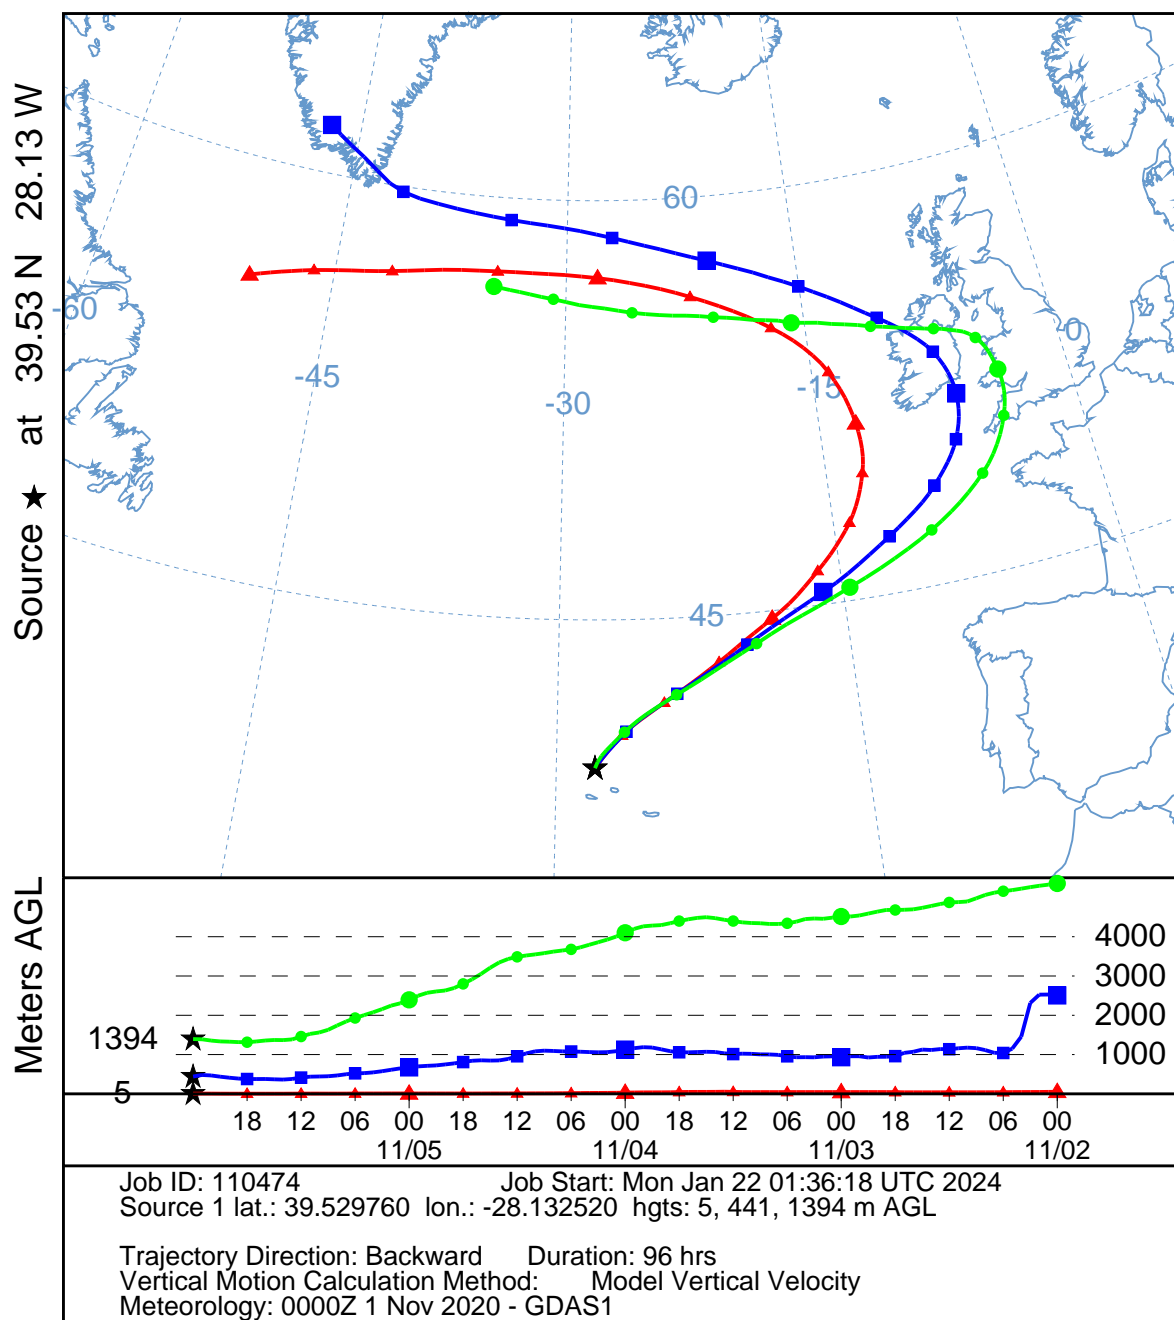 Source ★ at 39.53 N 28.13 W
60
-60
0
-45
-15
-30
45
Meters AGL
4000
3000
2000
1394
1000
5
18 12 06 00 18 12 06 00 18 12 06 00 18 12 06 00
11/05 11/04 11/03 11/02
Job ID: 110474 Job Start: Mon Jan 22 01:36:18 UTC 2024
Source 1 lat.: 39.529760 lon.: -28.132520 hgts: 5, 441, 1394 m AGL
Trajectory Direction: Backward Duration: 96 hrs
Vertical Motion Calculation Method: Model Vertical Velocity
Meteorology: 0000Z 1 Nov 2020 - GDAS1